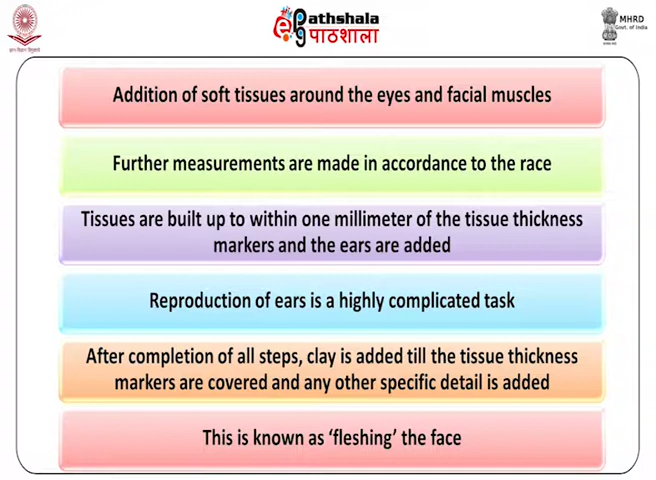 ज्ञान-विज्ञान विमुक्तये
ePathshala
पाठशाला
MHRD
Govt. of India
Addition of soft tissues around the eyes and facial muscles
Further measurements are made in accordance to the race
Tissues are built up to within one millimeter of the tissue thickness
markers and the ears are added
Reproduction of ears is a highly complicated task
After completion of all steps, clay is added till the tissue thickness
markers are covered and any other specific detail is added
This is known as ‘fleshing’ the face